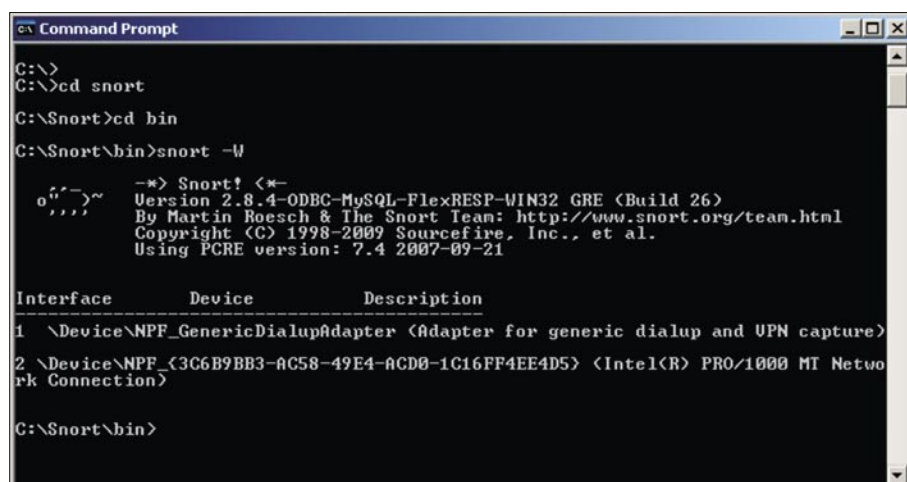 Command Prompt
C:\>
C:\>cd snort
C:\Snort>cd bin
C:\Snort\bin>snort -W
   ,,_     -*> Snort! <*-
  o"  )~   Version 2.8.4-ODBC-MySQL-FlexRESP-WIN32 GRE (Build 26)
   ''''    By Martin Roesch & The Snort Team: http://www.snort.org/team.html
           Copyright (C) 1998-2009 Sourcefire, Inc., et al.
           Using PCRE version: 7.4 2007-09-21
Interface       Device          Description
-------------------------------------------
1  \Device\NPF_GenericDialupAdapter (Adapter for generic dialup and VPN capture)
2 \Device\NPF_{3C6B9BB3-AC58-49E4-ACD0-1C16FF4EE4D5} (Intel(R) PRO/1000 MT Netwo
rk Connection)
C:\Snort\bin>